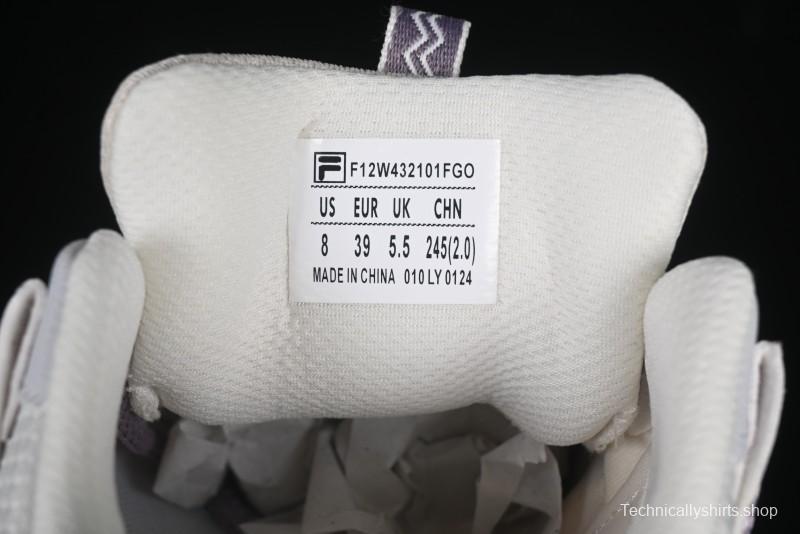 F12W432101FGO
US EUR UK CHN
8 39 5.5 245(2.0)
MADE IN CHINA 010 LY 0124
Technicallyshirts.shop